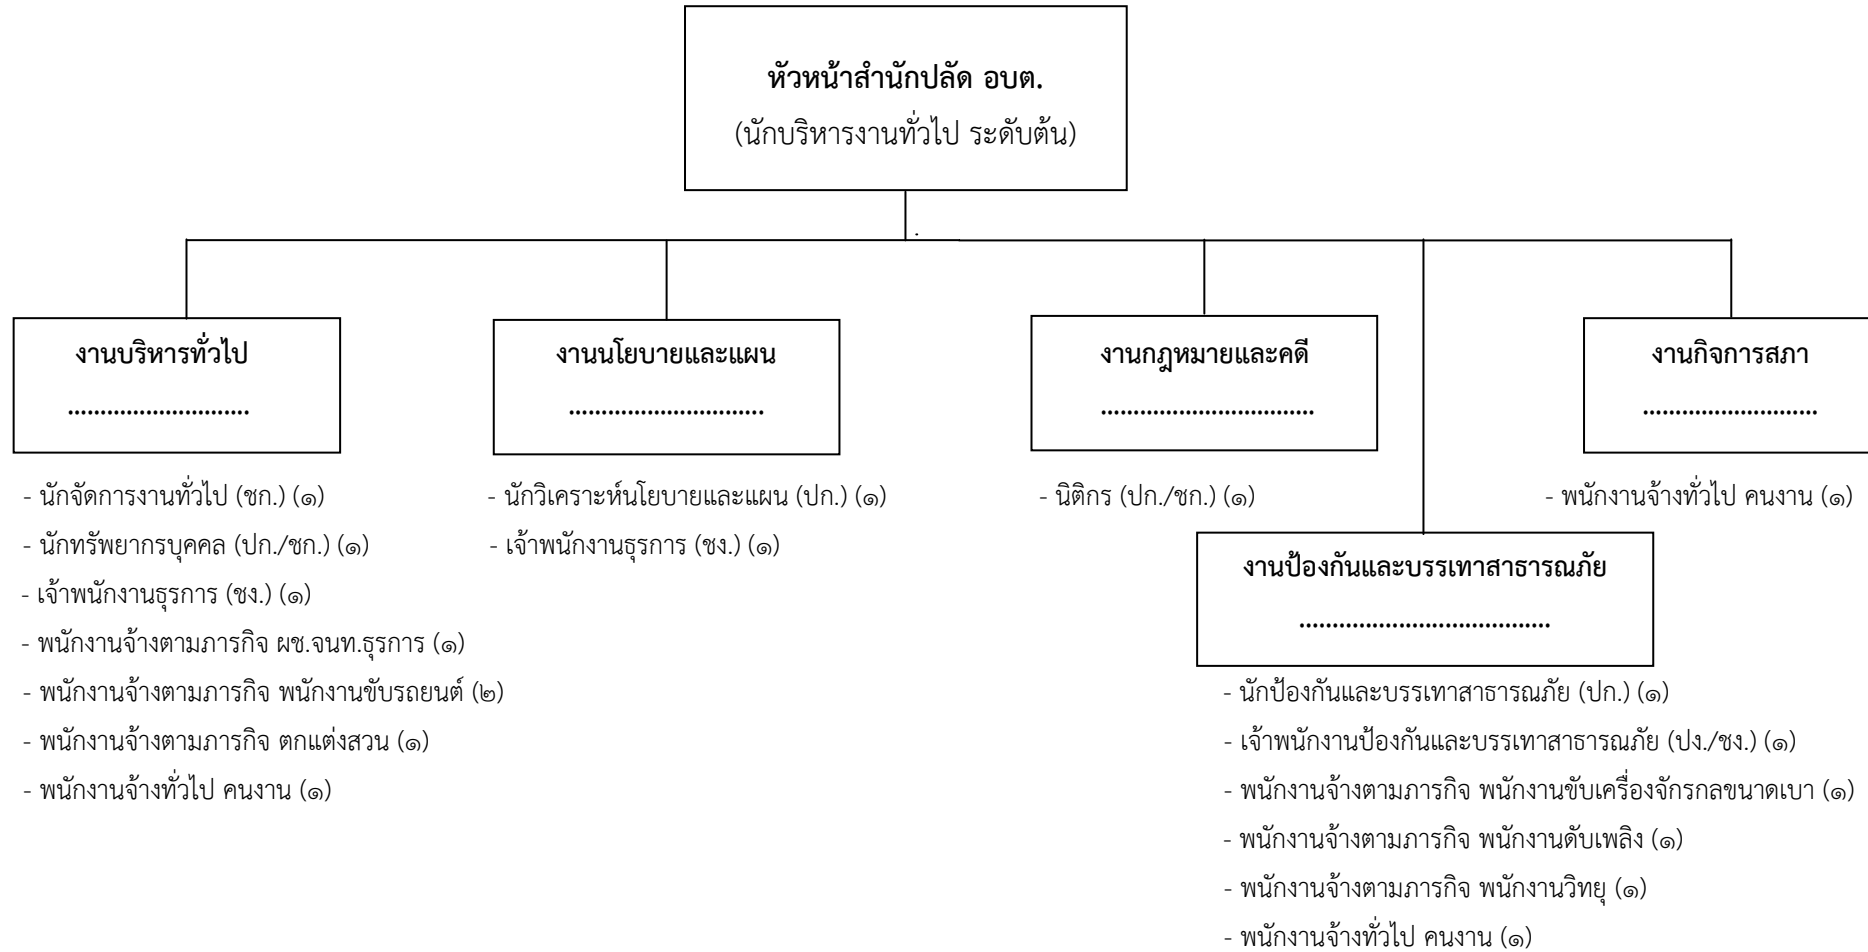 หัวหน้าสำนักปลัด อบต.
(นักบริหารงานทั่วไป ระดับต้น)
งานบริหารทั่วไป
............................
- นักจัดการงานทั่วไป (ชก.) (๑)
- นักทรัพยากรบุคคล (ปก./ชก.) (๑)
- เจ้าพนักงานธุรการ (ชง.) (๑)
- พนักงานจ้างตามภารกิจ ผช.จนท.ธุรการ (๑)
- พนักงานจ้างตามภารกิจ พนักงานขับรถยนต์ (๒)
- พนักงานจ้างตามภารกิจ ตกแต่งสวน (๑)
- พนักงานจ้างทั่วไป คนงาน (๑)
งานนโยบายและแผน
..............................
- นักวิเคราะห์นโยบายและแผน (ปก.) (๑)
- เจ้าพนักงานธุรการ (ชง.) (๑)
งานกฎหมายและคดี
.................................
- นิติกร (ปก./ชก.) (๑)
งานป้องกันและบรรเทาสาธารณภัย
.......................................
- นักป้องกันและบรรเทาสาธารณภัย (ปก.) (๑)
- เจ้าพนักงานป้องกันและบรรเทาสาธารณภัย (ปง./ชง.) (๑)
- พนักงานจ้างตามภารกิจ พนักงานขับเครื่องจักรกลขนาดเบา (๑)
- พนักงานจ้างตามภารกิจ พนักงานดับเพลิง (๑)
- พนักงานจ้างตามภารกิจ พนักงานวิทยุ (๑)
- พนักงานจ้างทั่วไป คนงาน (๑)
งานกิจการสภา
...........................
- พนักงานจ้างทั่วไป คนงาน (๑)